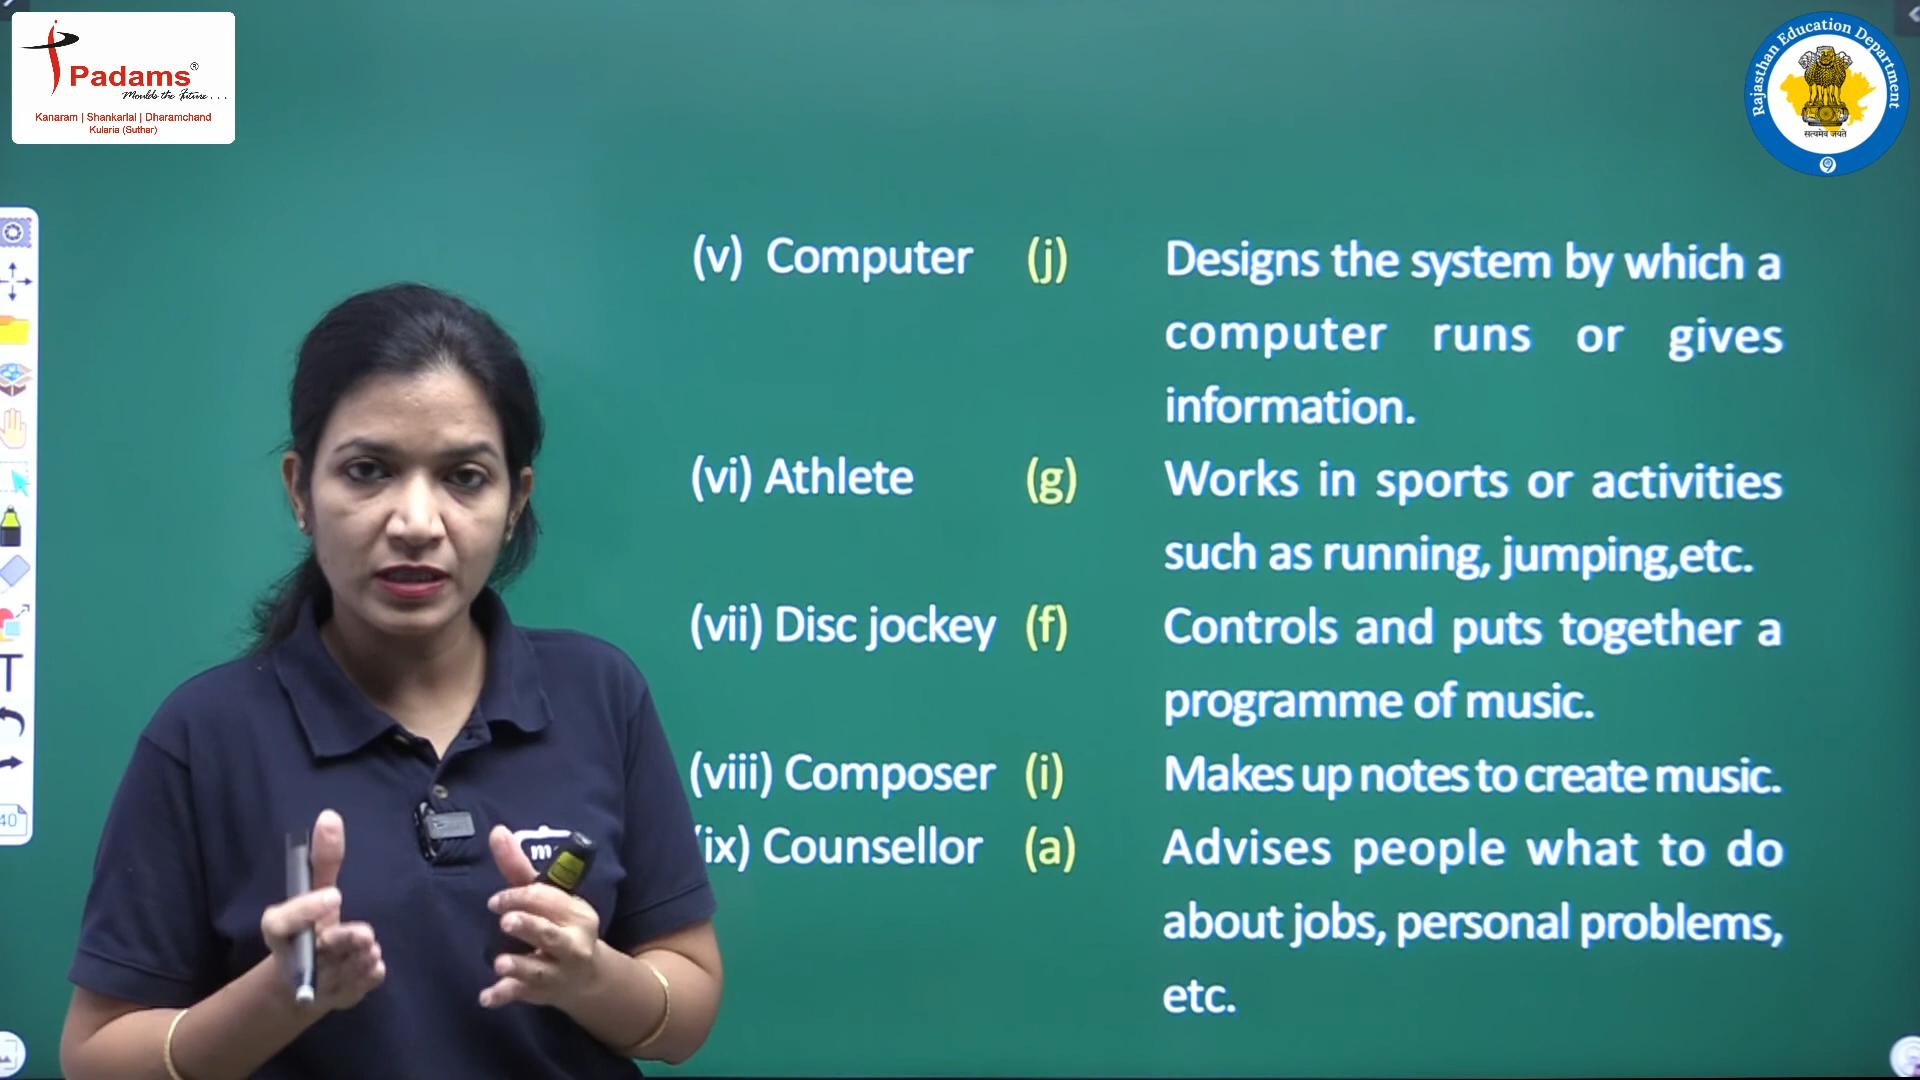 Padams®
Moulds the Future . . .
Kanaram | Shankarlal | Dharamchand
Kularia (Suthar)
Rajasthan Education Department
सत्यमेव जयते
(v) Computer (j) Designs the system by which a
computer runs or gives
information.
(vi) Athlete (g) Works in sports or activities
such as running, jumping,etc.
(vii) Disc jockey (f) Controls and puts together a
programme of music.
(viii) Composer (i) Makes up notes to create music.
(ix) Counsellor (a) Advises people what to do
about jobs, personal problems,
etc.
T
40